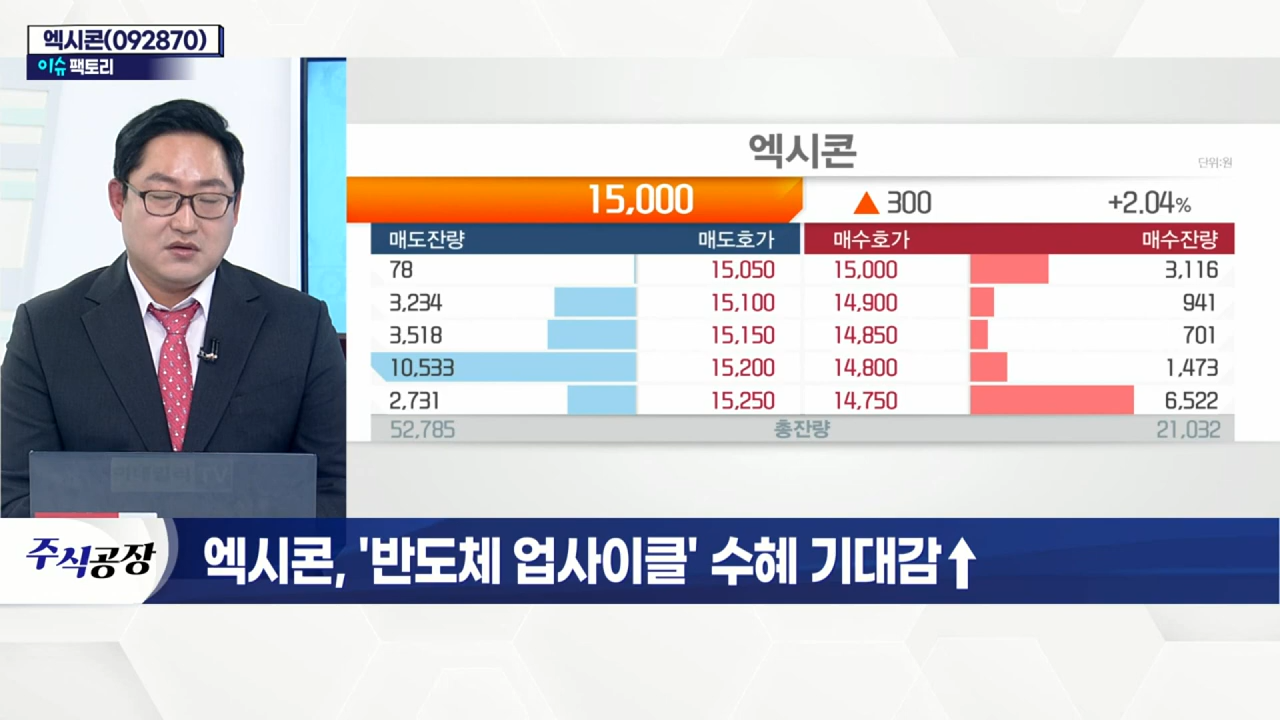 엑시콘(092870)
이슈 팩토리
엑시콘
단위:원
15,000 ▲ 300 +2.04%
매도잔량 매도호가 매수호가 매수잔량
78 15,050 15,000 3,116
3,234 15,100 14,900 941
3,518 15,150 14,850 701
10,533 15,200 14,800 1,473
2,731 15,250 14,750 6,522
52,785 총잔량 21,032
주식공장
엑시콘, '반도체 업사이클' 수혜 기대감↑